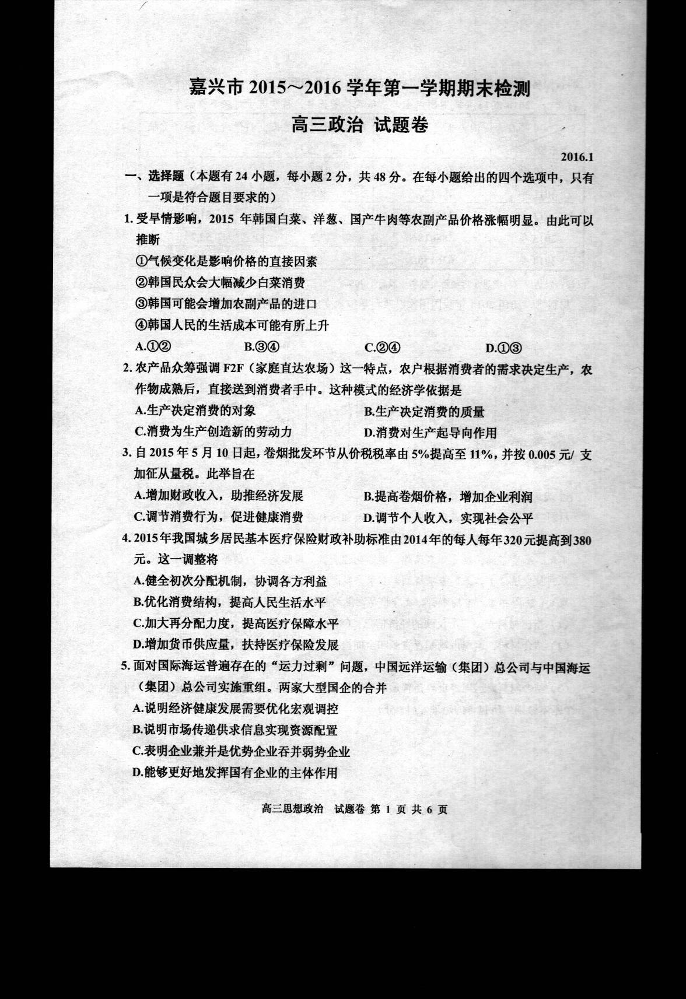 嘉兴市 2015～2016 学年第一学期期末检测
高三政治 试题卷
2016.1
一、选择题（本题有 24 小题，每小题 2 分，共 48 分。在每小题给出的四个选项中，只有
一项是符合题目要求的）
1. 受旱情影响，2015 年韩国白菜、洋葱、国产牛肉等农副产品价格涨幅明显。由此可以
推断
①气候变化是影响价格的直接因素
②韩国民众会大幅减少白菜消费
③韩国可能会增加农副产品的进口
④韩国人民的生活成本可能有所上升
A.①② B.③④ C.②④ D.①③
2. 农产品众筹强调 F2F（家庭直达农场）这一特点，农户根据消费者的需求决定生产，农
作物成熟后，直接送到消费者手中。这种模式的经济学依据是
A.生产决定消费的对象 B.生产决定消费的质量
C.消费为生产创造新的劳动力 D.消费对生产起导向作用
3. 自 2015 年 5 月 10 日起，卷烟批发环节从价税税率由 5%提高至 11%，并按 0.005 元/ 支
加征从量税。此举旨在
A.增加财政收入，助推经济发展 B.提高卷烟价格，增加企业利润
C.调节消费行为，促进健康消费 D.调节个人收入，实现社会公平
4. 2015年我国城乡居民基本医疗保险财政补助标准由2014年的每人每年320元提高到380
元。这一调整将
A.健全初次分配机制，协调各方利益
B.优化消费结构，提高人民生活水平
C.加大再分配力度，提高医疗保障水平
D.增加货币供应量，扶持医疗保险发展
5. 面对国际海运普遍存在的“运力过剩”问题，中国远洋运输（集团）总公司与中国海运
（集团）总公司实施重组。两家大型国企的合并
A.说明经济健康发展需要优化宏观调控
B.说明市场传递供求信息实现资源配置
C.表明企业兼并是优势企业吞并弱势企业
D.能够更好地发挥国有企业的主体作用
高三思想政治 试题卷 第 1 页 共 6 页